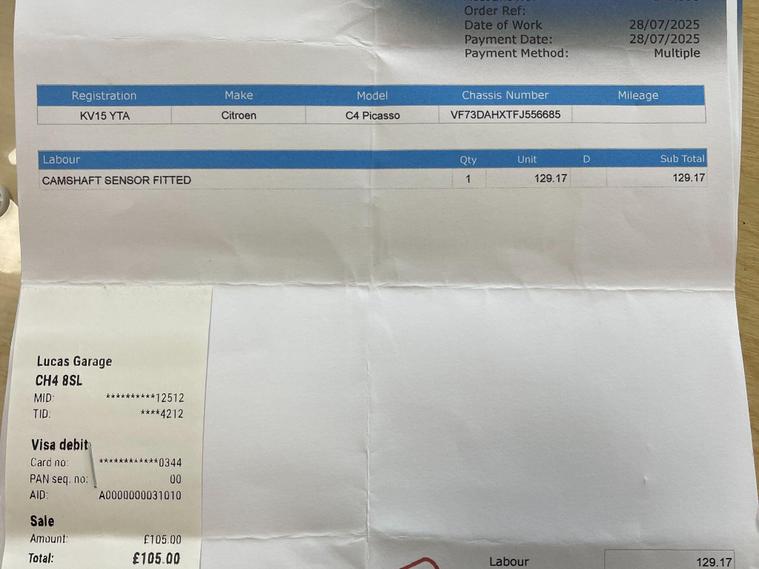 Order Ref:
Date of Work 28/07/2025
Payment Date: 28/07/2025
Payment Method: Multiple
Registration Make Model Chassis Number Mileage
KV15 YTA Citroen C4 Picasso VF73DAHXTFJ556685
Labour Qty Unit D Sub Total
CAMSHAFT SENSOR FITTED 1 129.17 129.17
Lucas Garage
CH4 8SL
MID: **********12512
TID: ****4212
Visa debit
Card no: ************0344
PAN seq. no: 00
AID: A0000000031010
Sale
Amount: £105.00
Total: £105.00
Labour 129.17